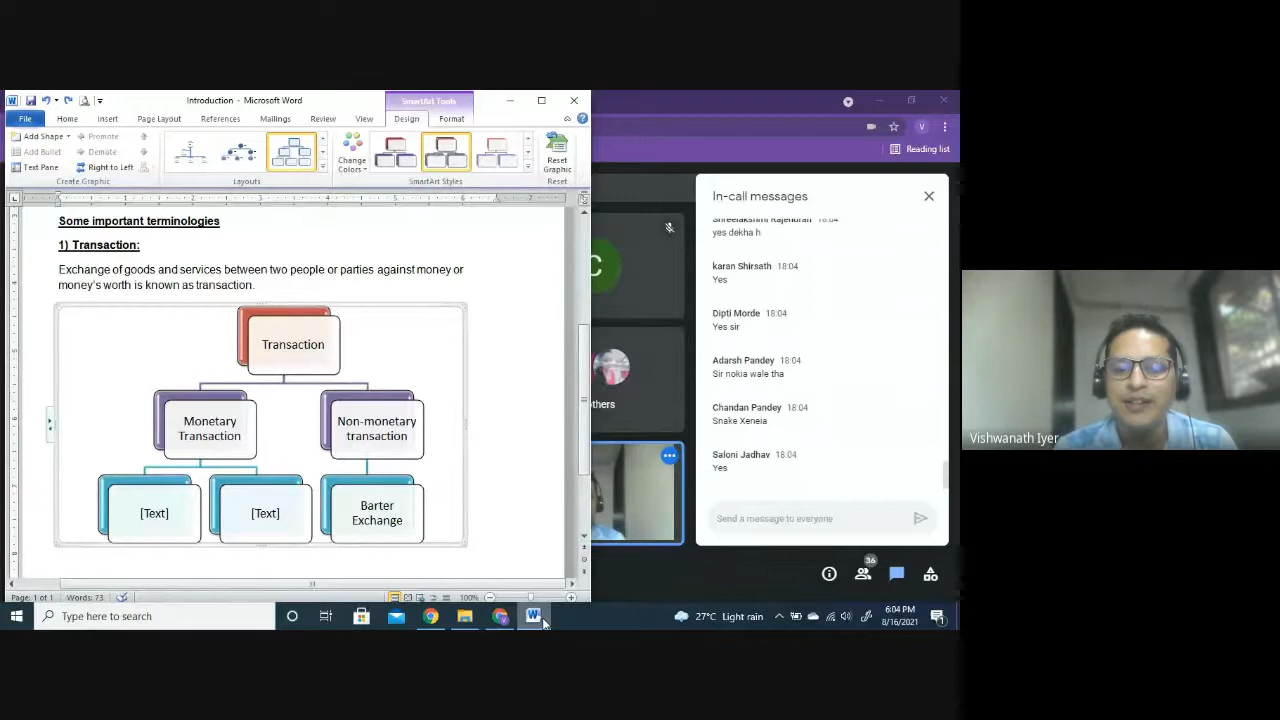 Introduction - Microsoft Word
SmartArt Tools
File Home Insert Page Layout References Mailings Review View Design Format
Add Shape Promote
Add Bullet Demote
Text Pane Right to Left
Create Graphic
Layouts
Change Colors
SmartArt Styles
Reset Graphic
Reset
Some important terminologies
1) Transaction:
Exchange of goods and services between two people or parties against money or
money's worth is known as transaction.
Transaction
Monetary
Transaction
Non-monetary
transaction
[Text]
[Text]
Barter
Exchange
Page: 1 of 1 Words: 73 100%
V
Reading list
C
thers
In-call messages
Shreelakshmi Rajendran 18:04
yes dekha h
karan Shirsath 18:04
Yes
Dipti Morde 18:04
Yes sir
Adarsh Pandey 18:04
Sir nokia wale tha
Chandan Pandey 18:04
Snake Xeneia
Saloni Jadhav 18:04
Yes
Send a message to everyone
36
Type here to search
27°C Light rain
6:04 PM
8/16/2021
1
Vishwanath Iyer